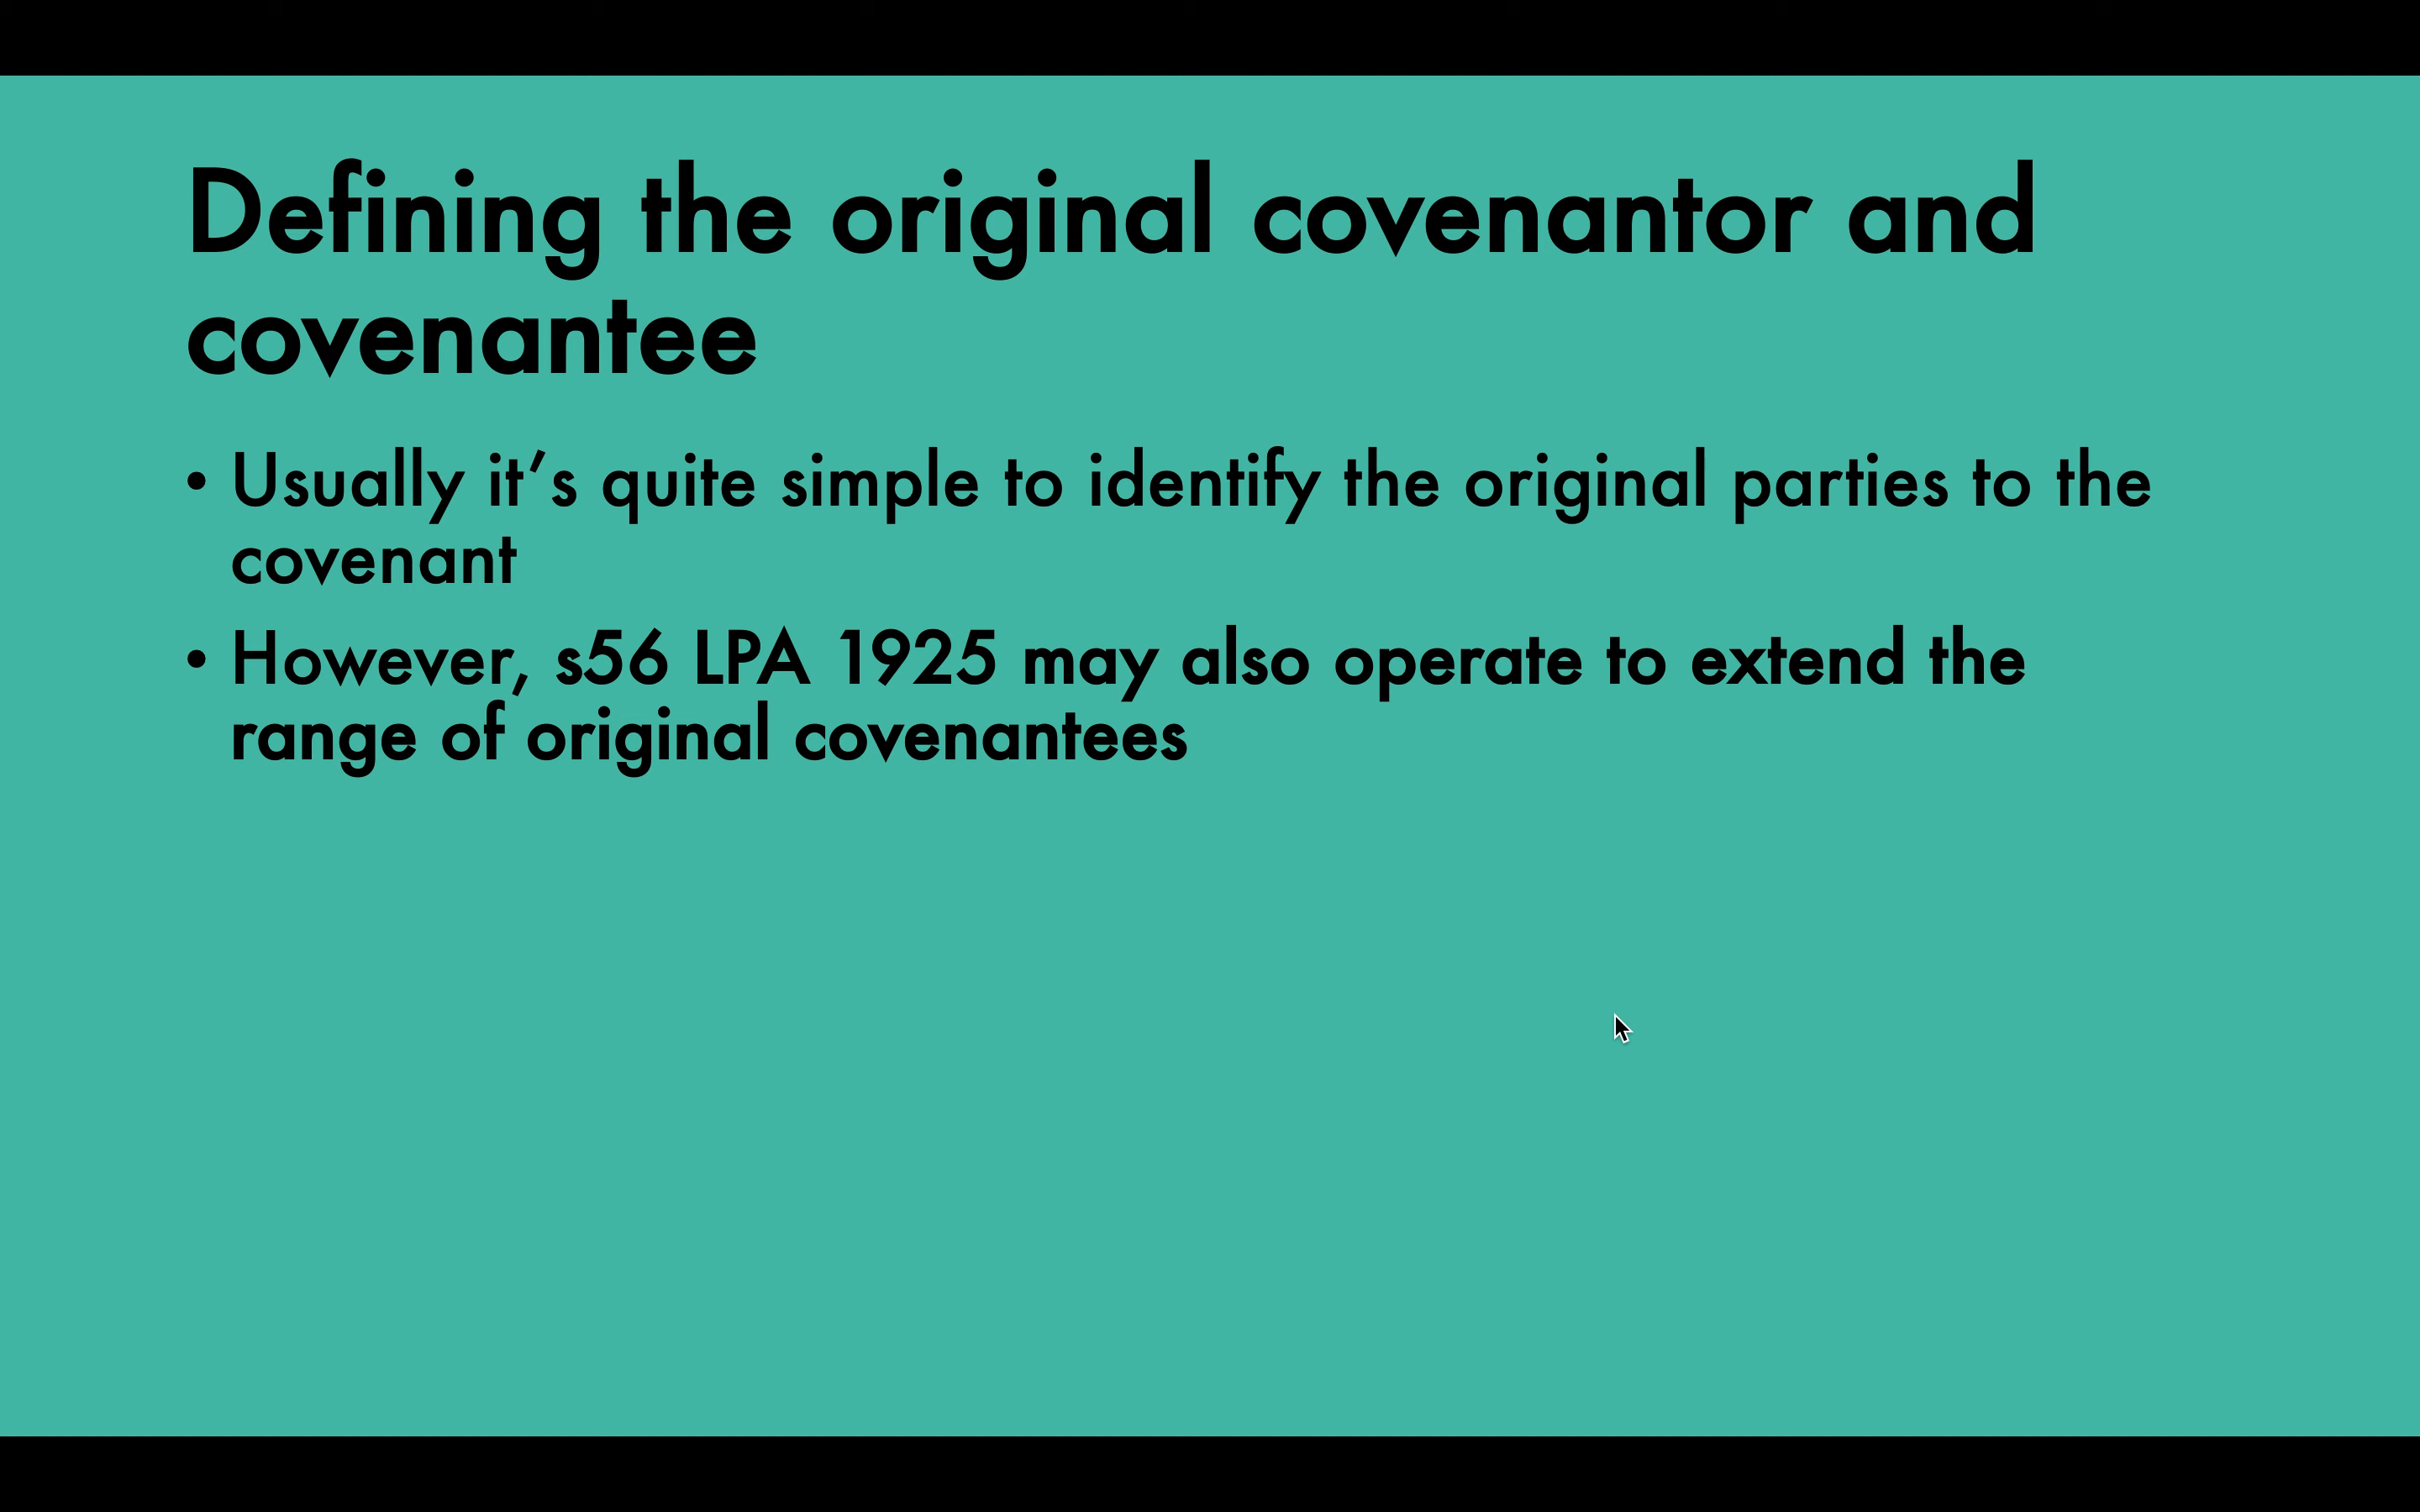 Defining the original covenantor and
covenantee
• Usually it’s quite simple to identify the original parties to the
covenant
• However, s56 LPA 1925 may also operate to extend the
range of original covenantees